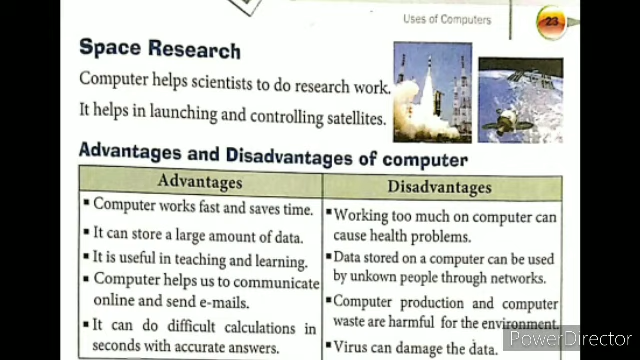 Uses of Computers
23
Space Research
Computer helps scientists to do research work.
It helps in launching and controlling satellites.
Advantages and Disadvantages of computer
Advantages
▪ Computer works fast and saves time.
▪ It can store a large amount of data.
▪ It is useful in teaching and learning.
▪ Computer helps us to communicate
online and send e-mails.
▪ It can do difficult calculations in
seconds with accurate answers.
Disadvantages
▪ Working too much on computer can
cause health problems.
▪ Data stored on a computer can be used
by unkown people through networks.
▪ Computer production and computer
waste are harmful for the environment.
▪ Virus can damage the data.
PowerDirector